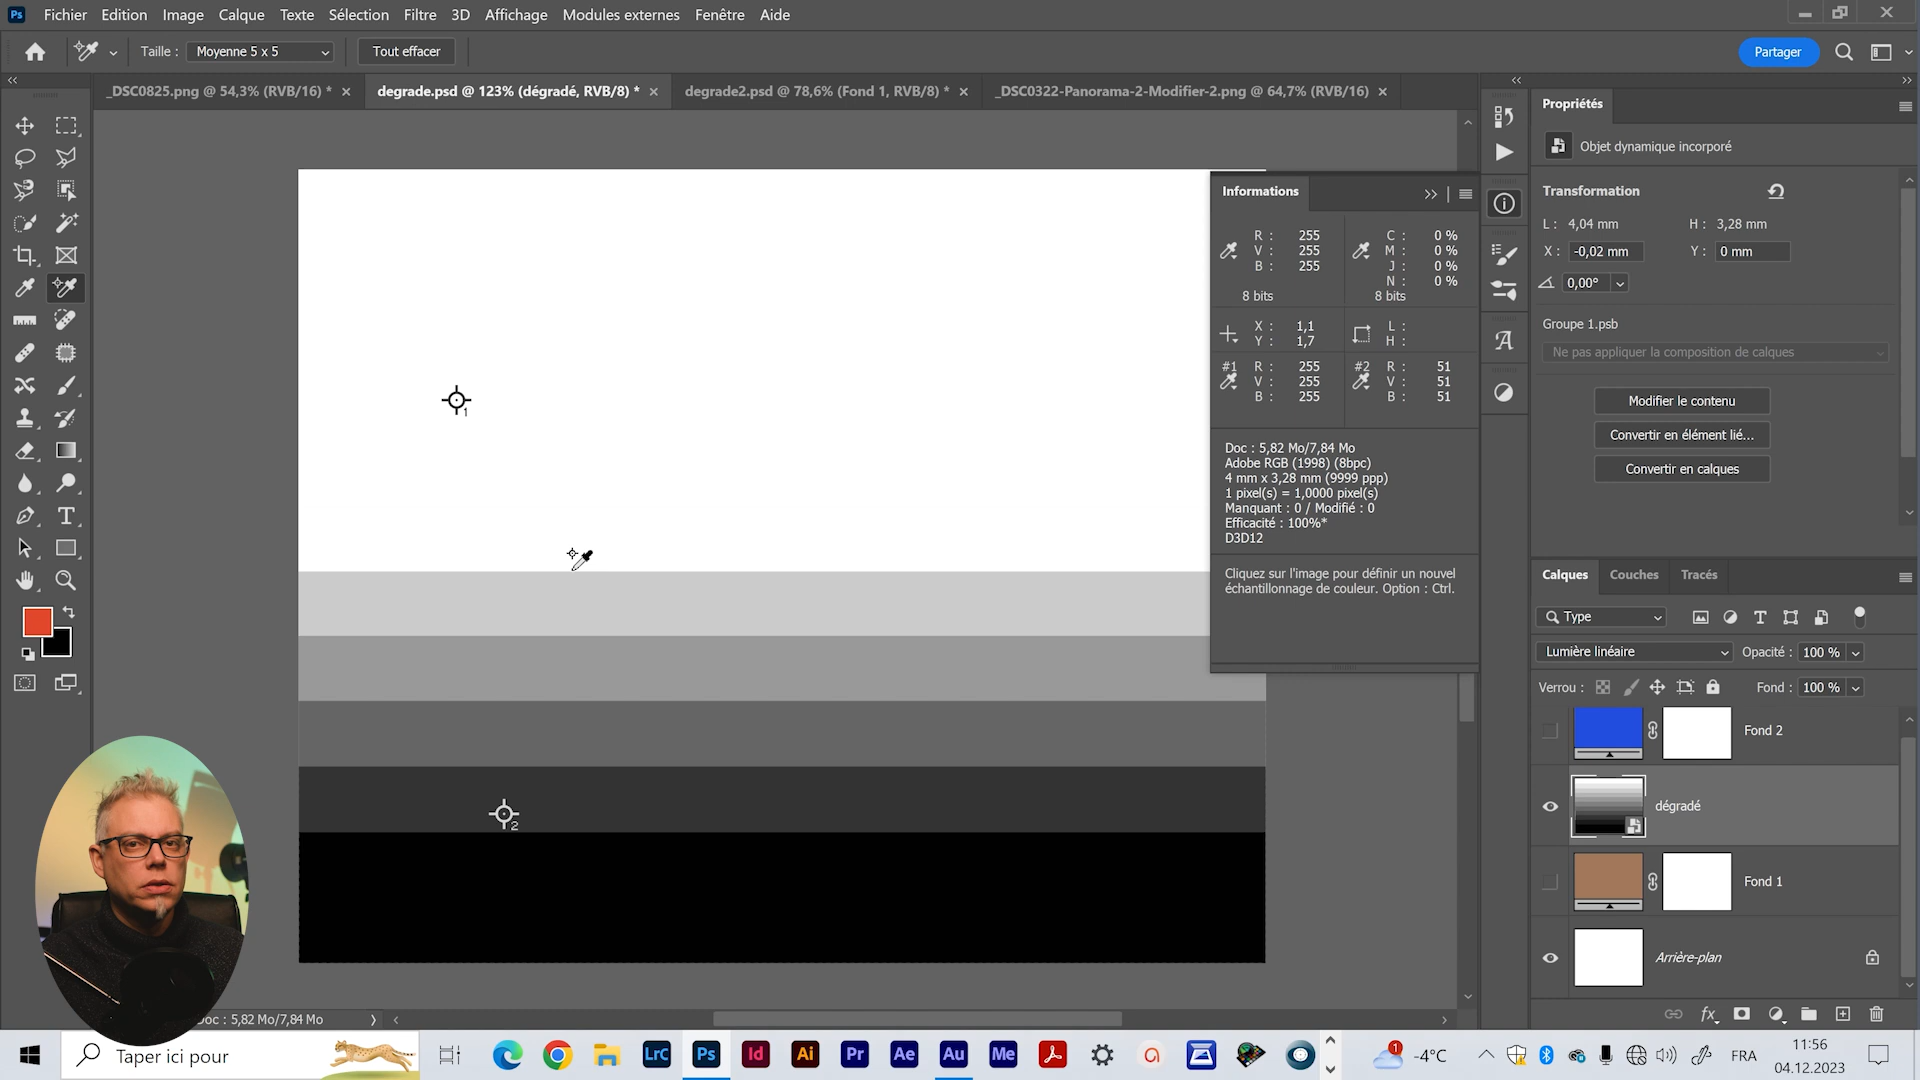 Ps Fichier Edition Image Calque Texte Sélection Filtre 3D Affichage Modules externes Fenêtre Aide
Taille : Moyenne 5 x 5 Tout effacer Partager
_DSC0825.png @ 54,3% (RVB/16) * degrade.psd @ 123% (dégradé, RVB/8) * degrade2.psd @ 78,6% (Fond 1, RVB/8) * _DSC0322-Panorama-2-Modifier-2.png @ 64,7% (RVB/16)
Informations
R : 255 C : 0 %
V : 255 M : 0 %
B : 255 J : 0 %
N : 0 %
8 bits 8 bits
X : 1,1 L :
Y : 1,7 H :
#1 R : 255 #2 R : 51
V : 255 V : 51
B : 255 B : 51
Doc : 5,82 Mo/7,84 Mo
Adobe RGB (1998) (8bpc)
4 mm x 3,28 mm (9999 ppp)
1 pixel(s) = 1,0000 pixel(s)
Manquant : 0 / Modifié : 0
Efficacité : 100%*
D3D12
Cliquez sur l'image pour définir un nouvel
échantillonnage de couleur. Option : Ctrl.
1
2
Propriétés
Objet dynamique incorporé
Transformation
L : 4,04 mm H : 3,28 mm
X : -0,02 mm Y : 0 mm
0,00°
Groupe 1.psb
Ne pas appliquer la composition de calques
Modifier le contenu
Convertir en élément lié...
Convertir en calques
Calques Couches Tracés
Type
Lumière linéaire Opacité : 100 %
Verrou : Fond : 100 %
Fond 2
dégradé
Fond 1
Arrière-plan
fx
Doc : 5,82 Mo/7,84 Mo
Taper ici pour
LrC Ps Id Ai Pr Ae Au Me
1 -4°C FRA 11:56
04.12.2023